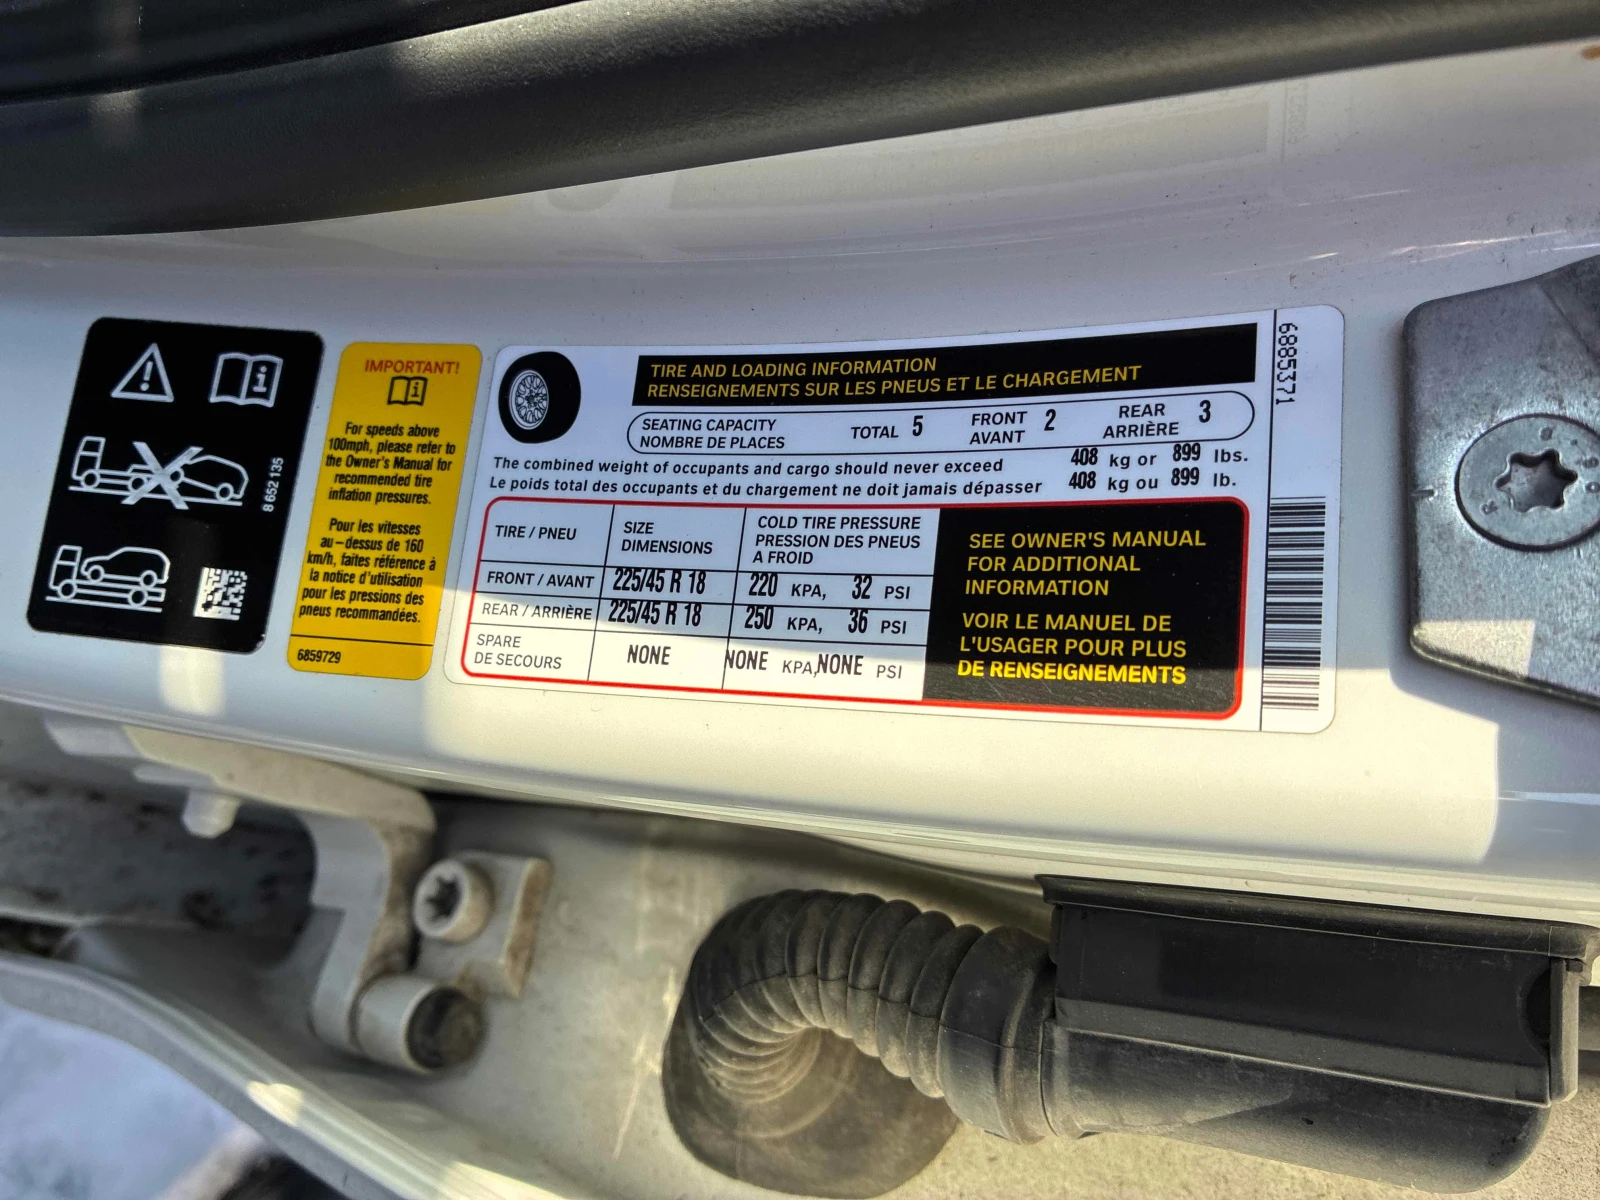 8 652 135
IMPORTANT!
For speeds above
100mph, please refer to
the Owner's Manual for
recommended tire
inflation pressures.
Pour les vitesses
au-dessus de 160
km/h, faites référence à
la notice d'utilisation
pour les pressions des
pneus recommandées.
6859729
TIRE AND LOADING INFORMATION
RENSEIGNEMENTS SUR LES PNEUS ET LE CHARGEMENT
SEATING CAPACITY
NOMBRE DE PLACES
TOTAL 5
FRONT
AVANT
2
REAR
ARRIÈRE
3
The combined weight of occupants and cargo should never exceed 408 kg or 899 lbs.
Le poids total des occupants et du chargement ne doit jamais dépasser 408 kg ou 899 lb.
TIRE / PNEU
SIZE
DIMENSIONS
COLD TIRE PRESSURE
PRESSION DES PNEUS
A FROID
FRONT / AVANT 225/45 R 18 220 KPA, 32 PSI
REAR / ARRIÈRE 225/45 R 18 250 KPA, 36 PSI
SPARE
DE SECOURS
NONE NONE KPA, NONE PSI
SEE OWNER'S MANUAL
FOR ADDITIONAL
INFORMATION
VOIR LE MANUEL DE
L'USAGER POUR PLUS
DE RENSEIGNEMENTS
6885371